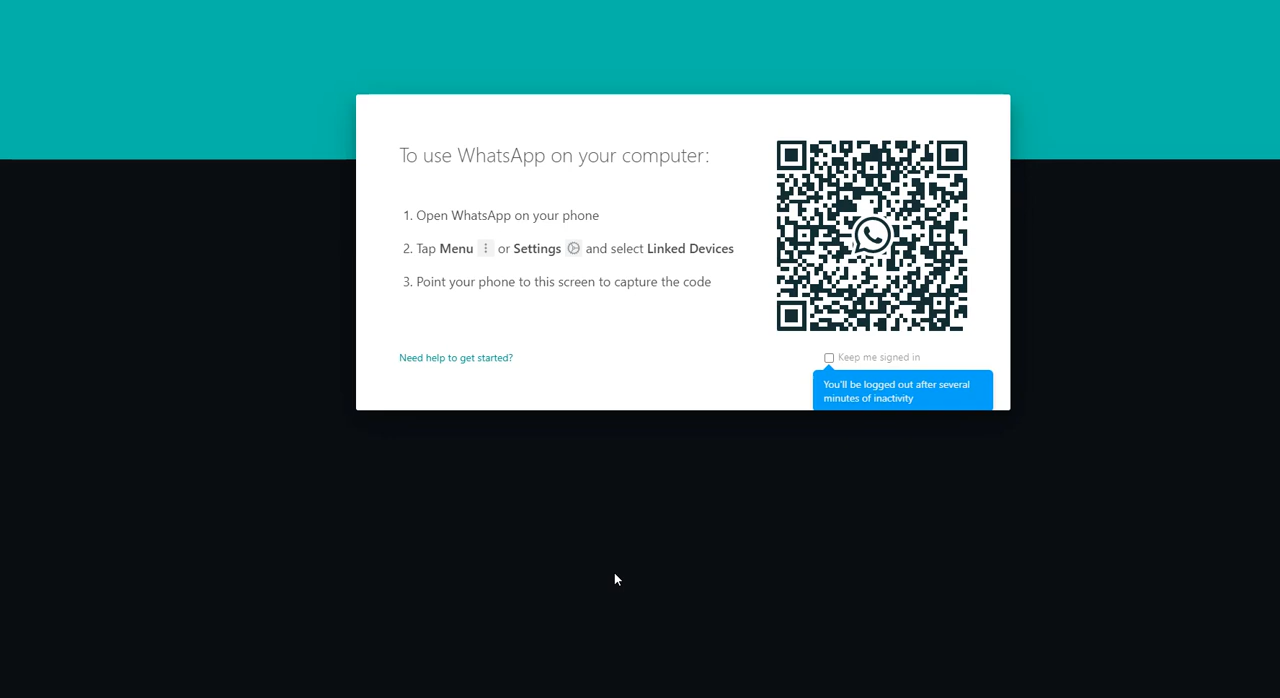 To use WhatsApp on your computer:
1. Open WhatsApp on your phone
2. Tap Menu or Settings and select Linked Devices
3. Point your phone to this screen to capture the code
Need help to get started?
Keep me signed in
You'll be logged out after several
minutes of inactivity